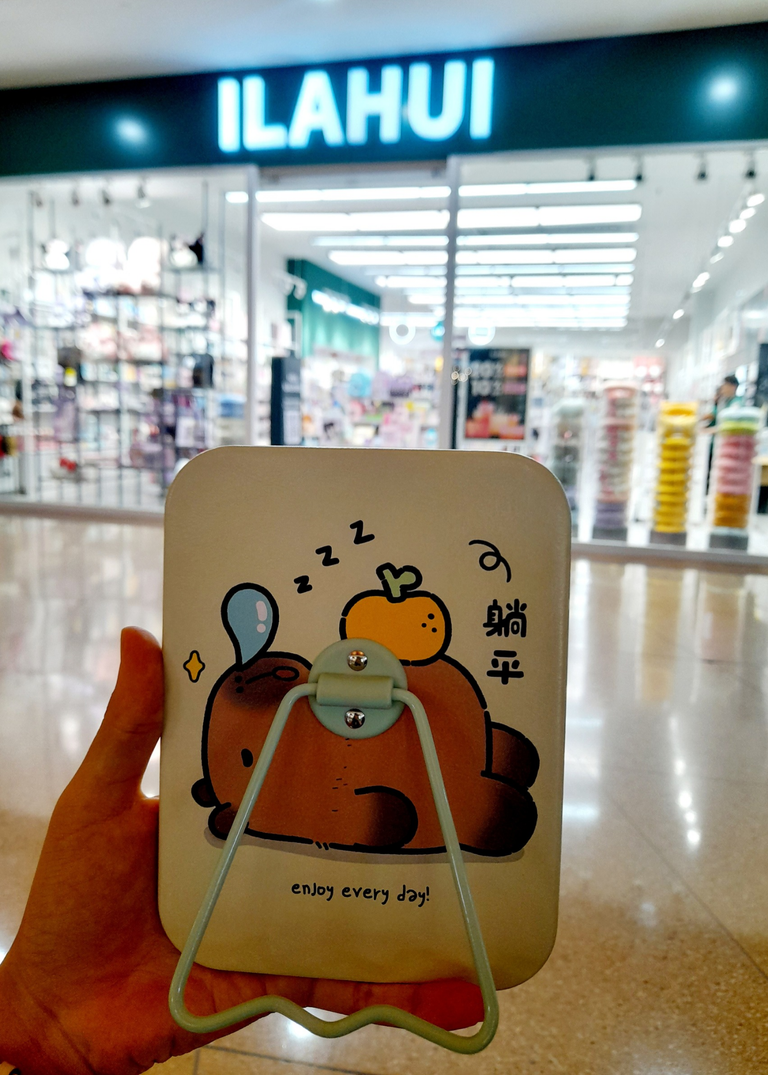 ILAHUI
z z z
躺
平
enjoy every day!